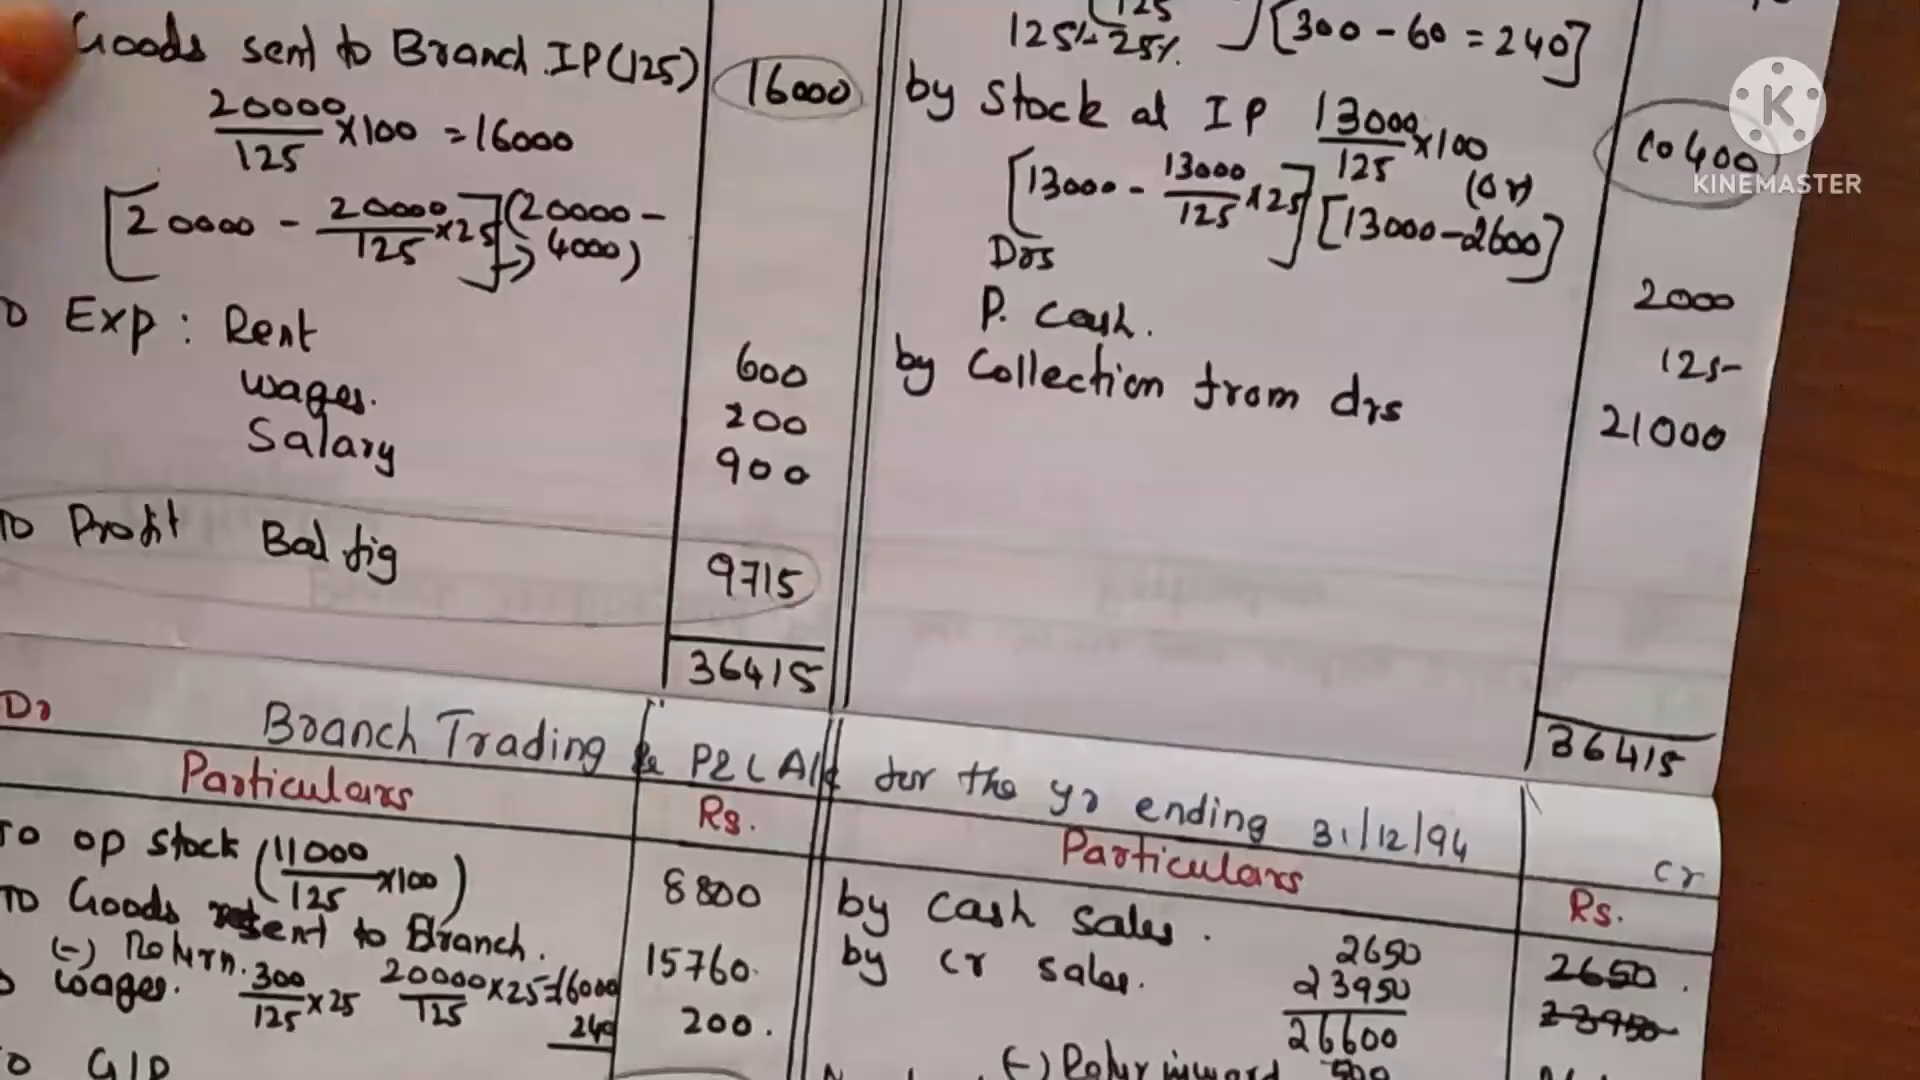 Goods sent to Branch IP (125) 16000
20000/125 x100 = 16000
[20000 - 20000/125 x25] (20000 - 4000)
Exp : Rent 600
wages. 200
Salary 900
TO Profit Bal fig 9715
36415
125
125% 25% ] [300 - 60 = 240]
by Stock at IP 13000/125 x100 10400
(Or)
[13000 - 13000/125 x25] [13000-2600]
Drs 2000
P. Cash. 125-
by Collection from drs 21000
36415
KINEMASTER
Dr Branch Trading & P&L A/c for the yr ending 31/12/94 Cr
Particulars Rs. Particulars Rs.
To op stock (11000/125 x100) 8800
TO Goods sent to Branch. 15760.
(-) Return. 300/125 x25 20000/125 x25=16000
240
wages. 200.
TO G/P
by Cash Sales. 2650 2650.
by Cr sales. 23950 23950
26600
(-) Retur inward 500